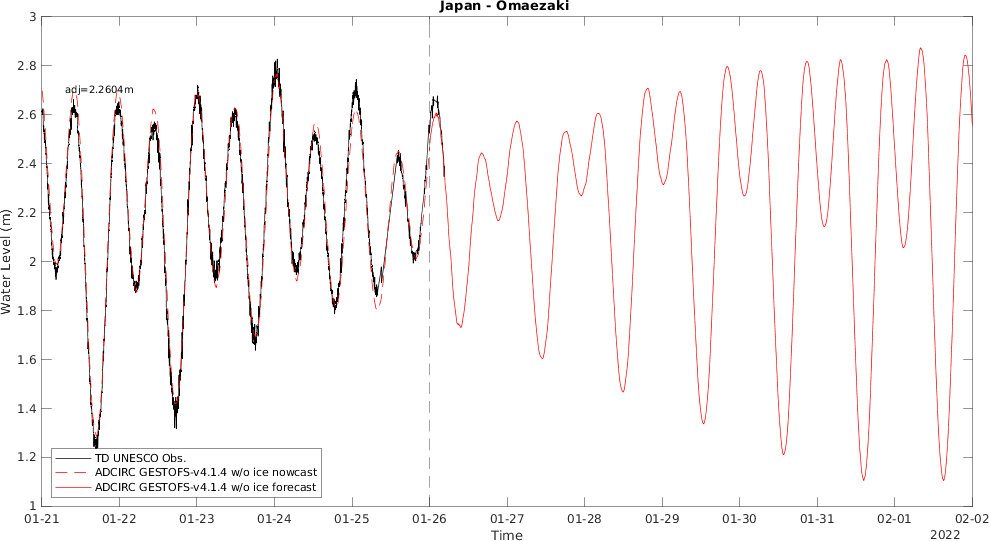 Japan - Omaezaki
3
2.8
2.6
2.4
2.2
2
1.8
1.6
1.4
1.2
1
Water Level (m)
adj=2.2604m
TD UNESCO Obs.
ADCIRC GESTOFS-v4.1.4 w/o ice nowcast
ADCIRC GESTOFS-v4.1.4 w/o ice forecast
01-21 01-22 01-23 01-24 01-25 01-26 01-27 01-28 01-29 01-30 01-31 02-01 02-02
Time
2022